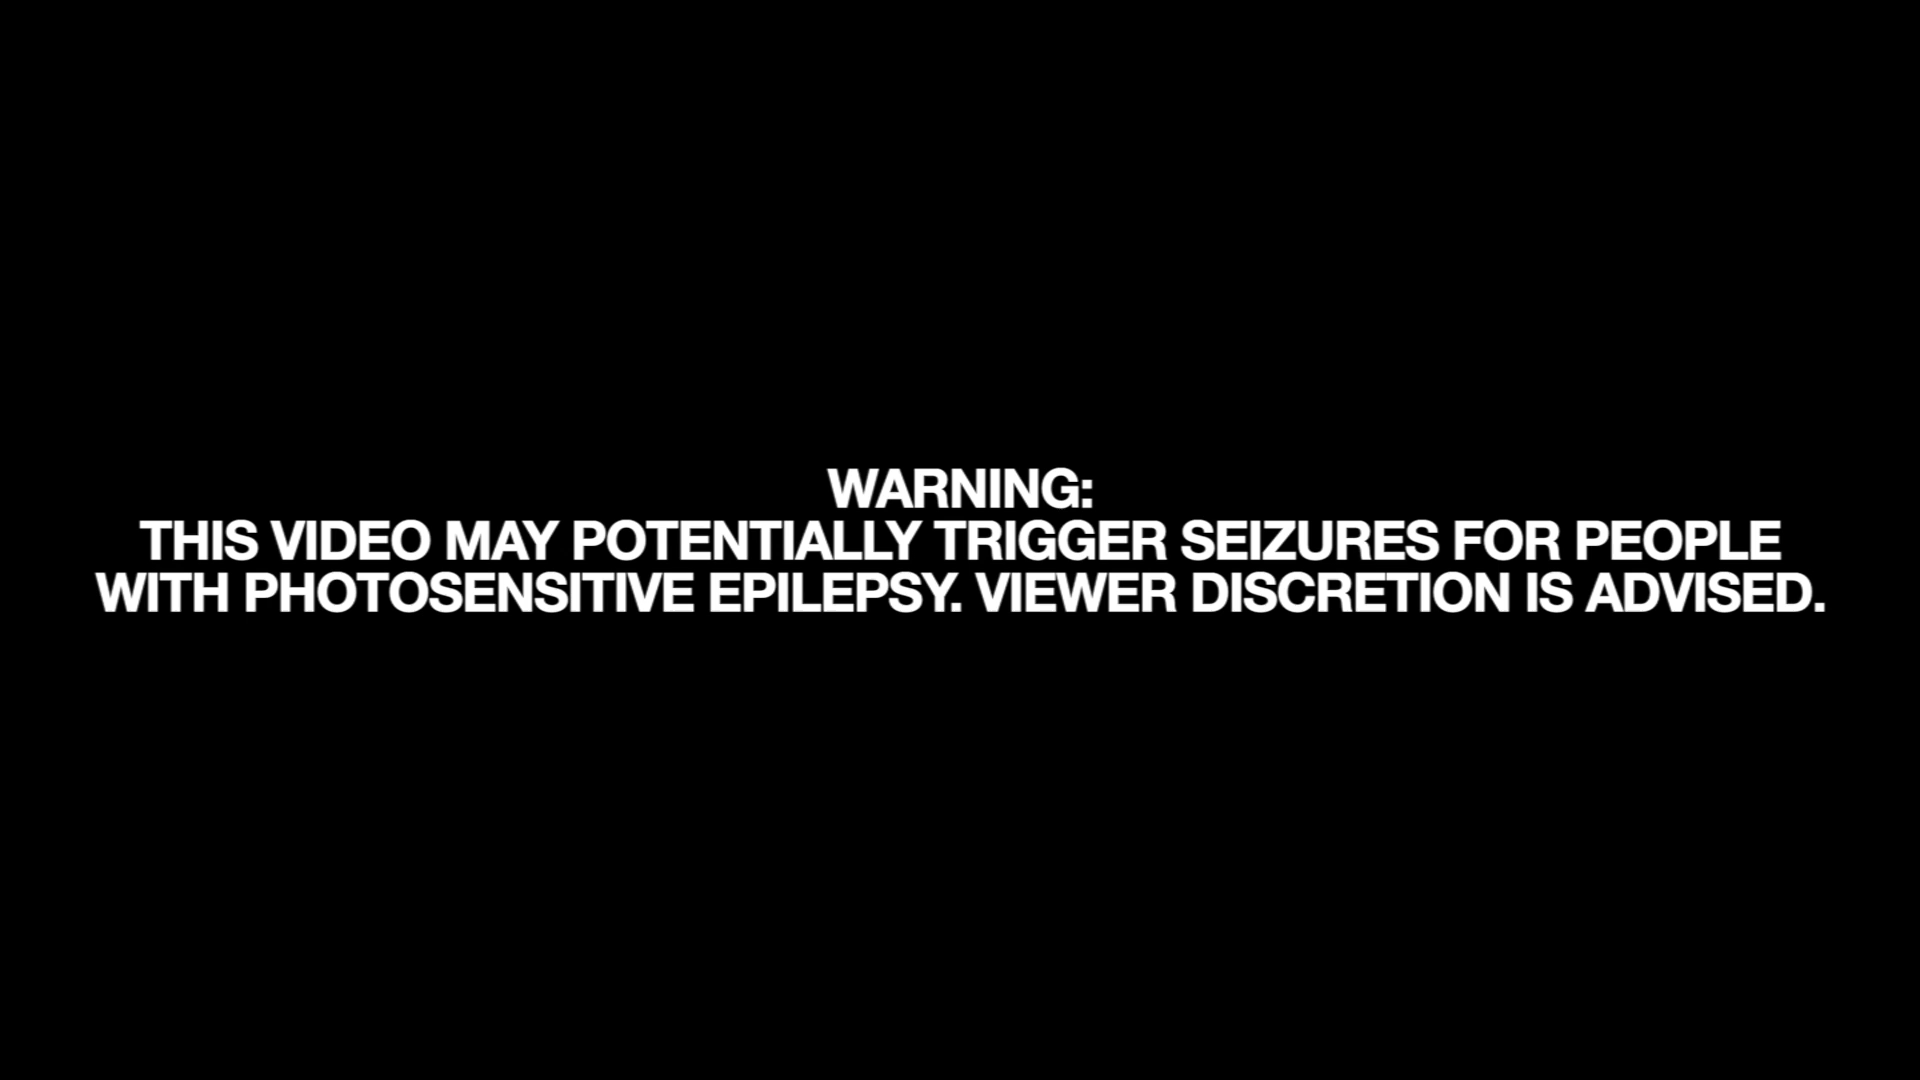 WARNING:
THIS VIDEO MAY POTENTIALLY TRIGGER SEIZURES FOR PEOPLE
WITH PHOTOSENSITIVE EPILEPSY. VIEWER DISCRETION IS ADVISED.